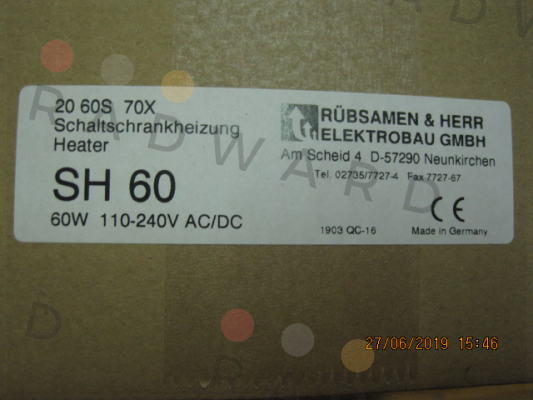 20 60S 70X
Schaltschrankheizung
Heater
SH 60
60W 110-240V AC/DC
RÜBSAMEN & HERR
ELEKTROBAU GMBH
Am Scheid 4 D-57290 Neunkirchen
Tel. 02735/7727-4 Fax 7727-67
CE
1903 QC-16
Made in Germany
RADWARD
27/06/2019 15:46